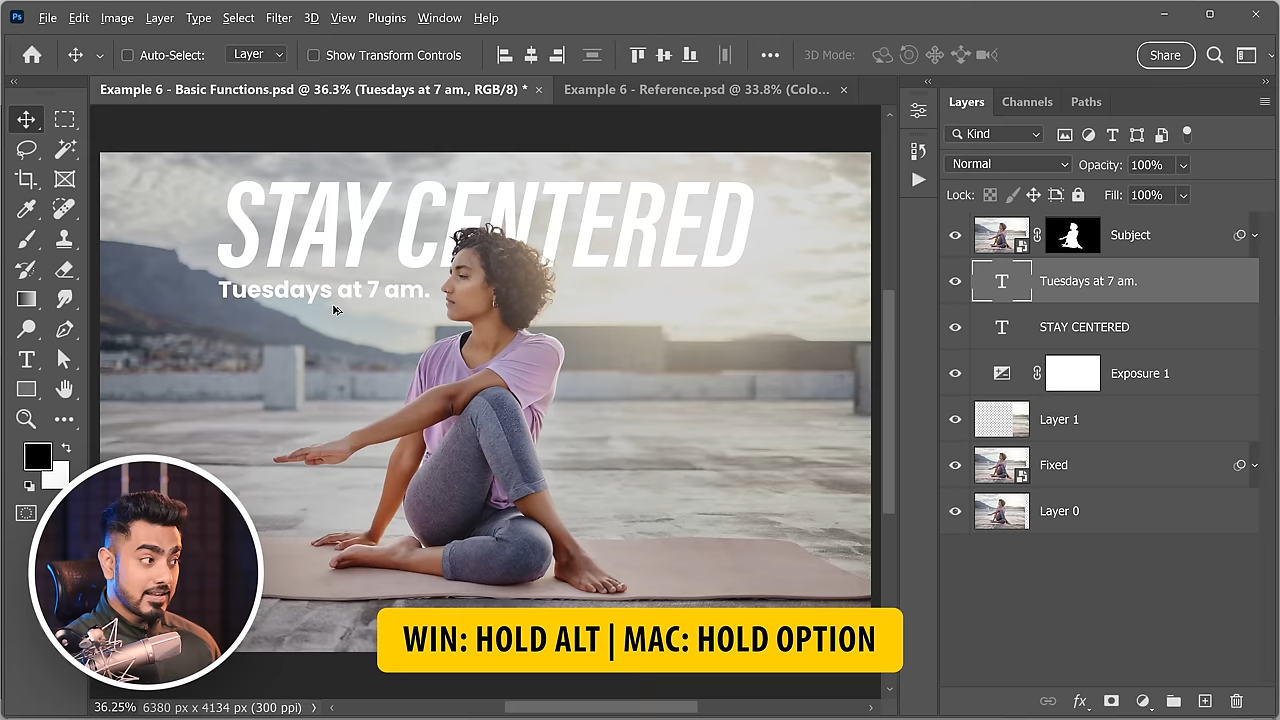 Ps File Edit Image Layer Type Select Filter 3D View Plugins Window Help
Auto-Select: Layer Show Transform Controls 3D Mode: Share
Example 6 - Basic Functions.psd @ 36.3% (Tuesdays at 7 am., RGB/8) * × Example 6 - Reference.psd @ 33.8% (Colo... ×
Layers Channels Paths
Kind
Normal Opacity: 100%
Lock: Fill: 100%
STAY CENTERED
Tuesdays at 7 am.
Subject
T Tuesdays at 7 am.
T STAY CENTERED
Exposure 1
Layer 1
Fixed
Layer 0
WIN: HOLD ALT | MAC: HOLD OPTION
36.25% 6380 px x 4134 px (300 ppi)
fx